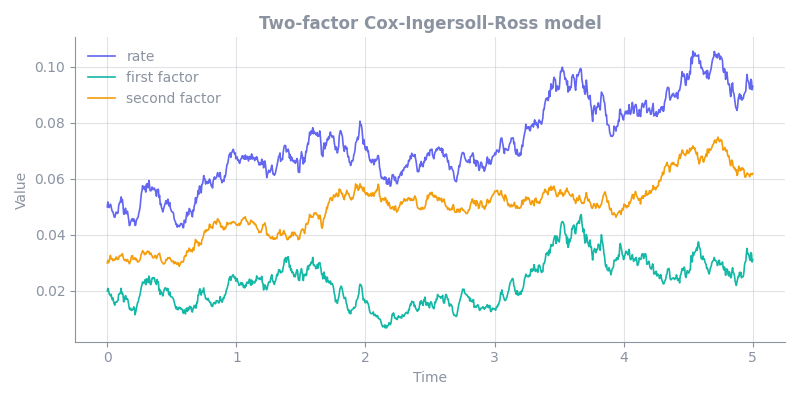 Two-factor Cox-Ingersoll-Ross model
rate
first factor
second factor
0.10
0.08
0.06
0.04
0.02
Value
0 1 2 3 4 5
Time